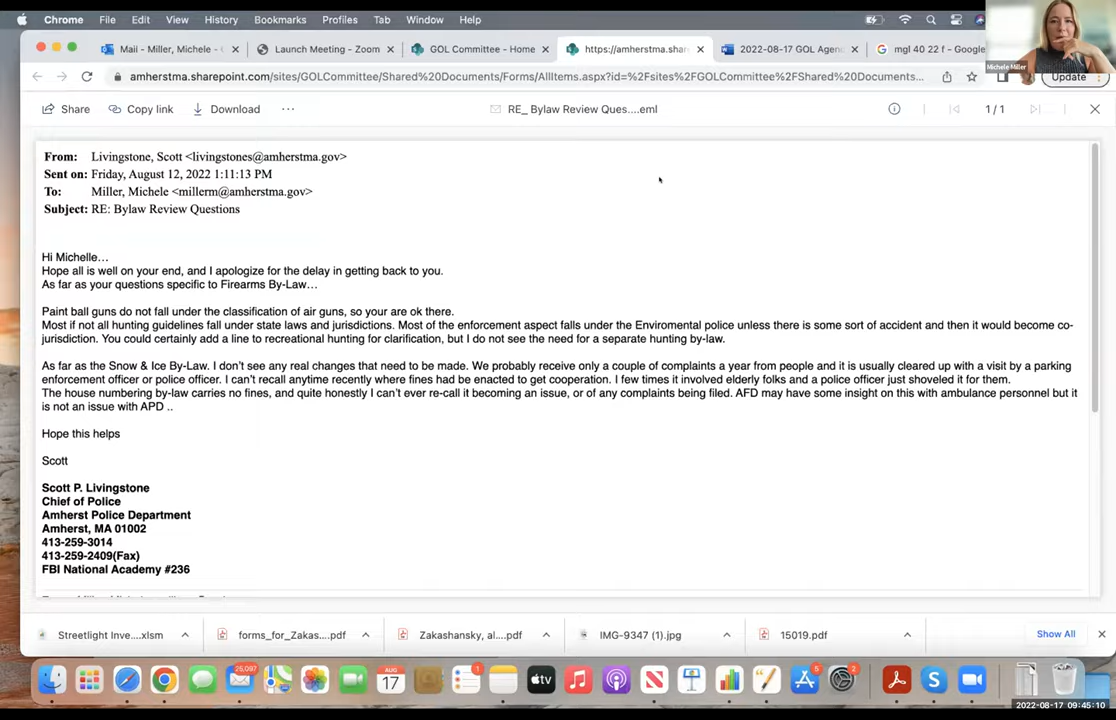 Chrome File Edit View History Bookmarks Profiles Tab Window Help
Mail - Miller, Michele -
Launch Meeting - Zoom
GOL Committee - Home
https://amherstma.shar
2022-08-17 GOL Agen
mgl 40 22 f - Google
Michele Miller
amherstma.sharepoint.com/sites/GOLCommittee/Shared%20Documents/Forms/AllItems.aspx?id=%2Fsites%2FGOLCommittee%2FShared%20Documents...
Update
Share Copy link Download ... RE_ Bylaw Review Ques....eml 1 / 1
From: Livingstone, Scott <livingstones@amherstma.gov>
Sent on: Friday, August 12, 2022 1:11:13 PM
To: Miller, Michele <millerm@amherstma.gov>
Subject: RE: Bylaw Review Questions
Hi Michelle…
Hope all is well on your end, and I apologize for the delay in getting back to you.
As far as your questions specific to Firearms By-Law…
Paint ball guns do not fall under the classification of air guns, so your are ok there.
Most if not all hunting guidelines fall under state laws and jurisdictions. Most of the enforcement aspect falls under the Enviromental police unless there is some sort of accident and then it would become co-
jurisdiction. You could certainly add a line to recreational hunting for clarification, but I do not see the need for a separate hunting by-law.
As far as the Snow & Ice By-Law. I don't see any real changes that need to be made. We probably receive only a couple of complaints a year from people and it is usually cleared up with a visit by a parking
enforcement officer or police officer. I can't recall anytime recently where fines had be enacted to get cooperation. I few times it involved elderly folks and a police officer just shoveled it for them.
The house numbering by-law carries no fines, and quite honestly I can't ever re-call it becoming an issue, or of any complaints being filed. AFD may have some insight on this with ambulance personnel but it
is not an issue with APD ..
Hope this helps
Scott
Scott P. Livingstone
Chief of Police
Amherst Police Department
Amherst, MA 01002
413-259-3014
413-259-2409(Fax)
FBI National Academy #236
Streetlight Inve....xlsm
forms_for_Zakas....pdf
Zakashansky, al....pdf
IMG-9347 (1).jpg
15019.pdf
Show All
25,097
AUG
17
1
tv
5
2
2022-08-17 09:45:10